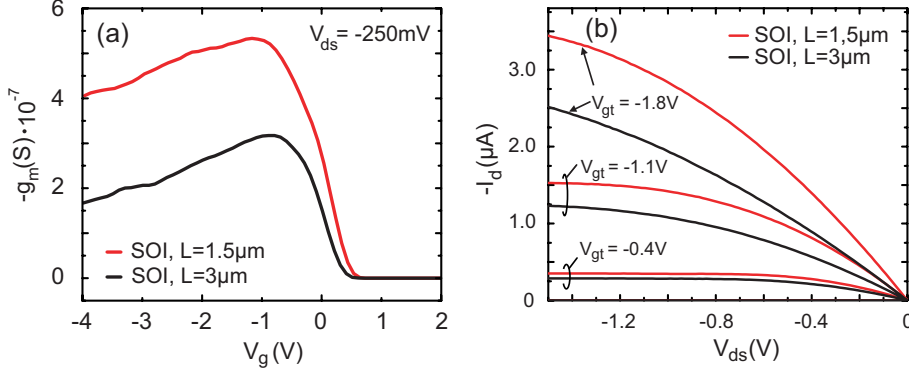 (a)
V_ds = -250mV
-g_m(S)·10^-7
6
4
2
0
SOI, L=1.5µm
SOI, L=3µm
-4
-3
-2
-1
0
1
2
V_g(V)
(b)
SOI, L=1,5µm
SOI, L=3µm
-I_d(µA)
3.0
2.0
1.0
0
V_gt = -1.8V
V_gt = -1.1V
V_gt = -0.4V
-1.2
-0.8
-0.4
0
V_ds(V)